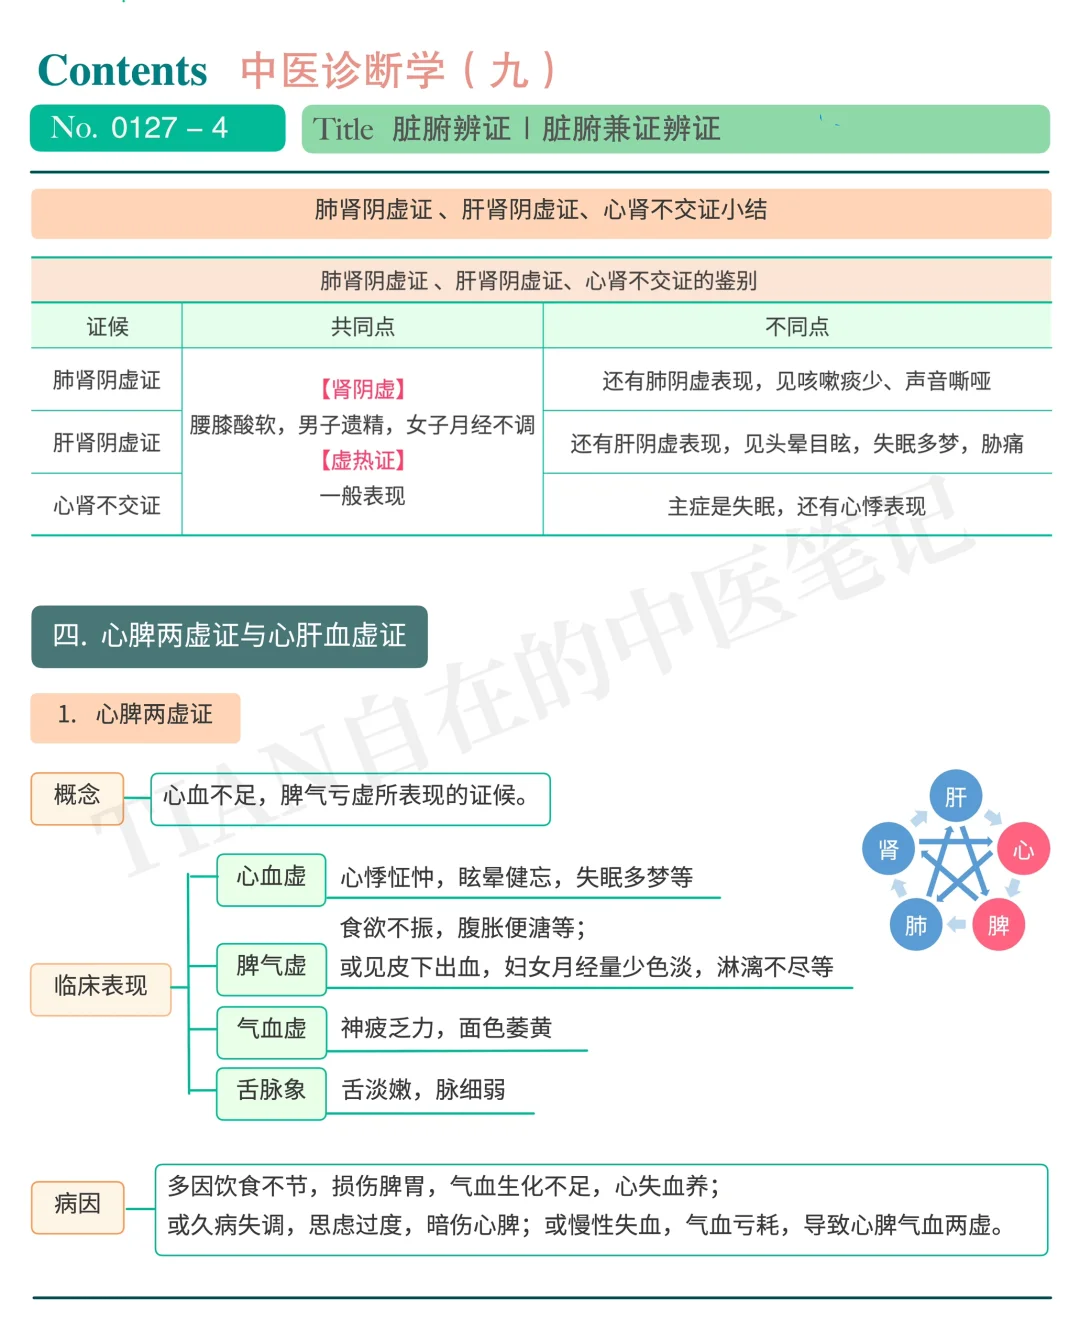 Contents 中医诊断学（九）
No. 0127 – 4
Title 脏腑辨证 | 脏腑兼证辨证
肺肾阴虚证、肝肾阴虚证、心肾不交证小结
肺肾阴虚证、肝肾阴虚证、心肾不交证的鉴别
证候 共同点 不同点
肺肾阴虚证
肝肾阴虚证
心肾不交证
【肾阴虚】
腰膝酸软，男子遗精，女子月经不调
【虚热证】
一般表现
还有肺阴虚表现，见咳嗽痰少、声音嘶哑
还有肝阴虚表现，见头晕目眩，失眠多梦，胁痛
主症是失眠，还有心悸表现
四. 心脾两虚证与心肝血虚证
1. 心脾两虚证
概念
心血不足，脾气亏虚所表现的证候。
临床表现
心血虚
心悸怔忡，眩晕健忘，失眠多梦等
脾气虚
食欲不振，腹胀便溏等；
或见皮下出血，妇女月经量少色淡，淋漓不尽等
气血虚
神疲乏力，面色萎黄
舌脉象
舌淡嫩，脉细弱
肝
心
脾
肺
肾
病因
多因饮食不节，损伤脾胃，气血生化不足，心失血养；
或久病失调，思虑过度，暗伤心脾；或慢性失血，气血亏耗，导致心脾气血两虚。
TIAN自在的中医笔记